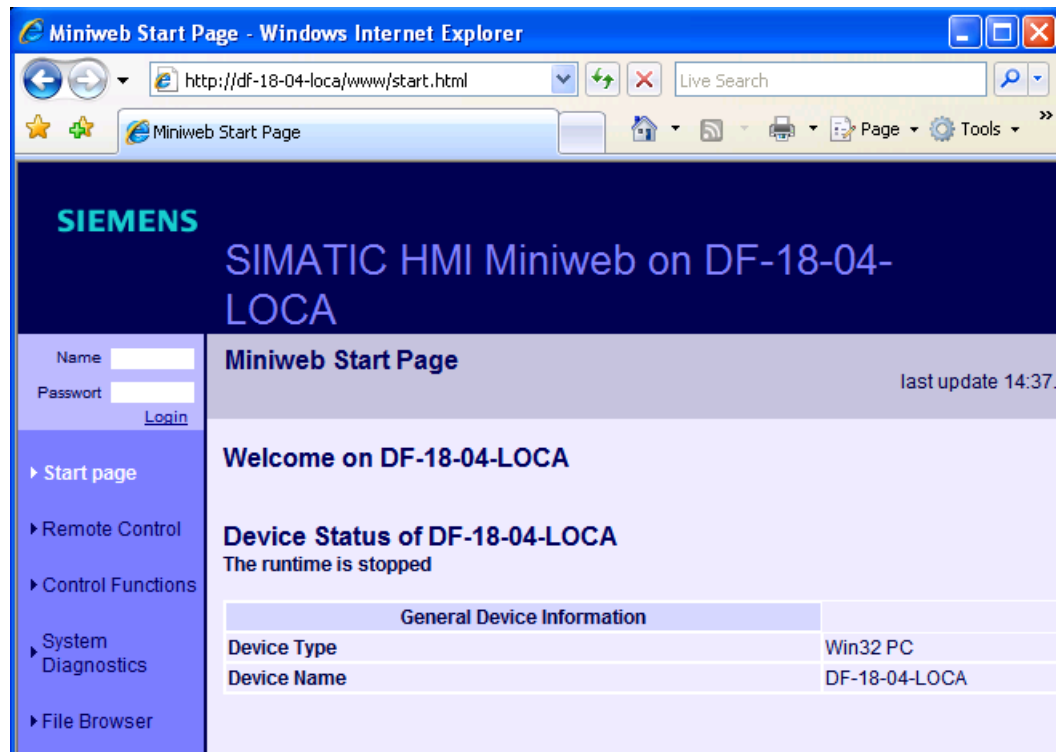 Miniweb Start Page - Windows Internet Explorer
http://df-18-04-loca/www/start.html
Live Search
Miniweb Start Page
Page
Tools
»
SIEMENS
SIMATIC HMI Miniweb on DF-18-04-
LOCA
Name
Passwort
Login
Miniweb Start Page
last update 14:37.
Start page
Remote Control
Control Functions
System
Diagnostics
File Browser
Welcome on DF-18-04-LOCA
Device Status of DF-18-04-LOCA
The runtime is stopped
General Device Information
Device Type Win32 PC
Device Name DF-18-04-LOCA